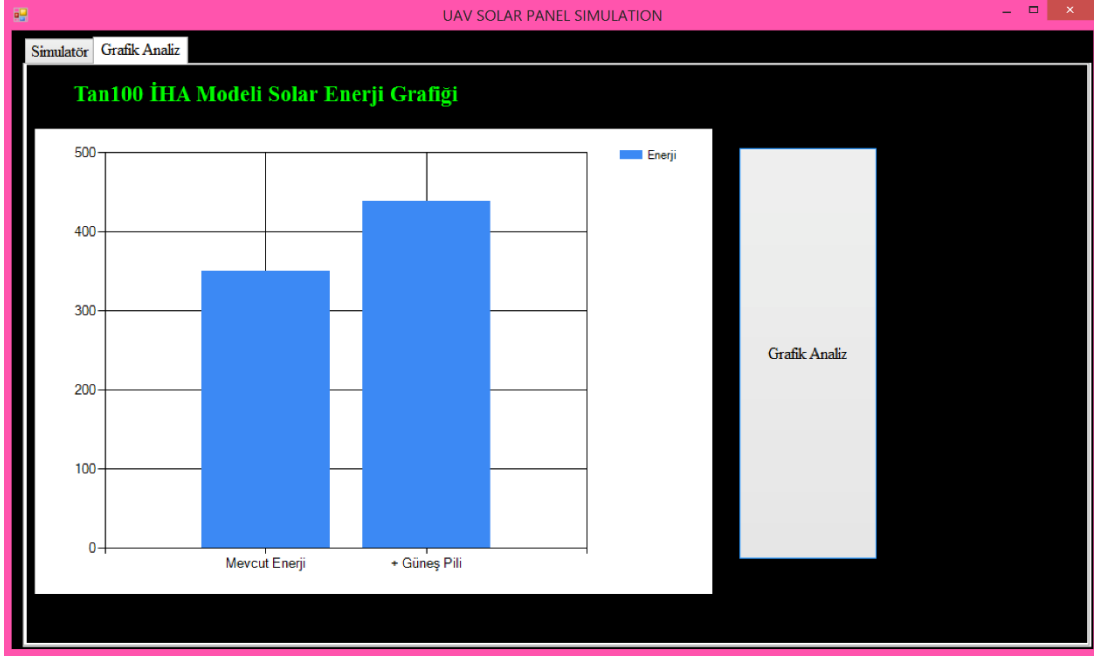 UAV SOLAR PANEL SIMULATION
Simulatör
Grafik Analiz
Tan100 İHA Modeli Solar Enerji Grafiği
Enerji
500
400
300
200
100
0
Mevcut Enerji
+ Güneş Pili
Grafik Analiz